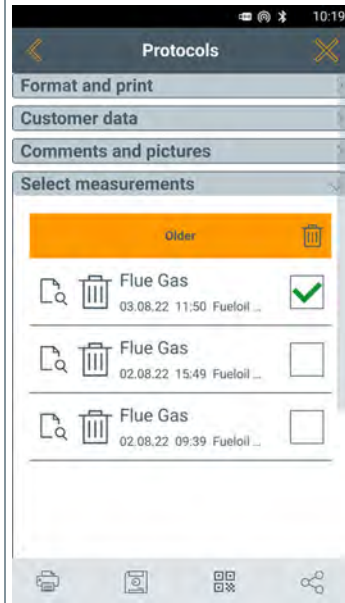 10:19
Protocols
Format and print
Customer data
Comments and pictures
Select measurements
Older
Flue Gas
03.08.22 11:50 Fueloil ...
Flue Gas
02.08.22 15:49 Fueloil ...
Flue Gas
02.08.22 09:39 Fueloil ...